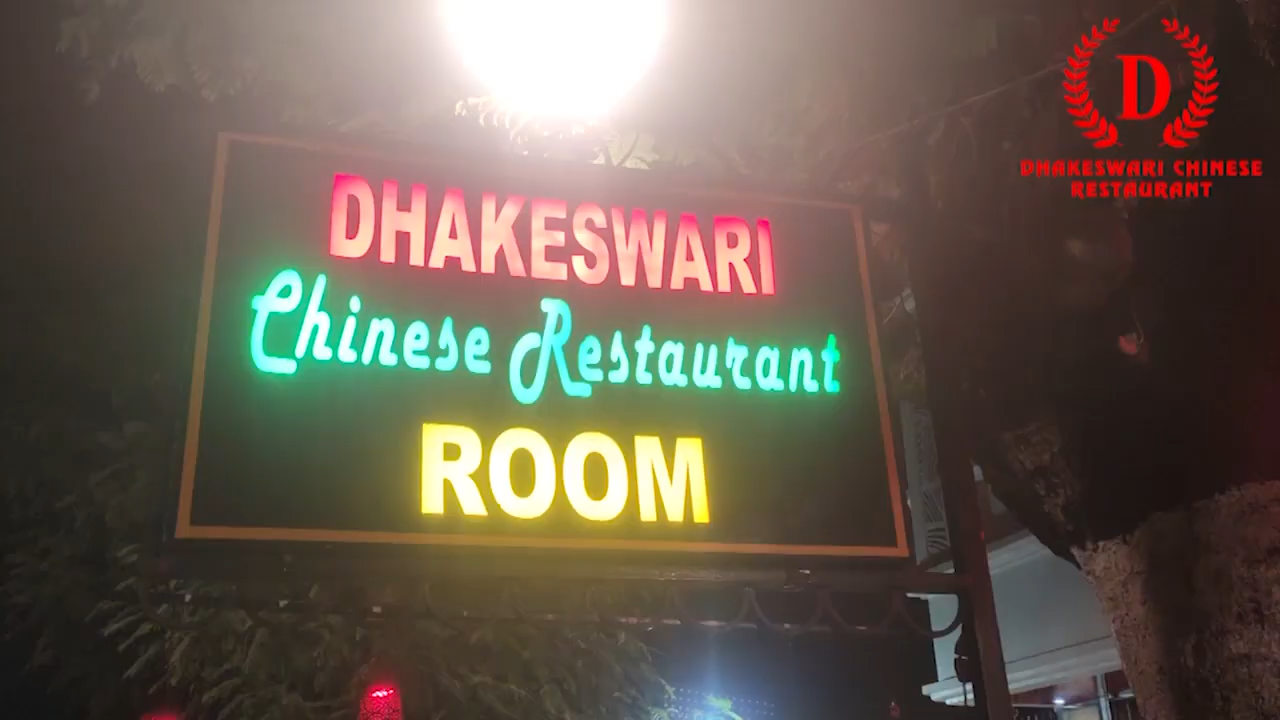 DHAKESWARI
Chinese Restaurant
ROOM
D
DHAKESWARI CHINESE
RESTAURANT